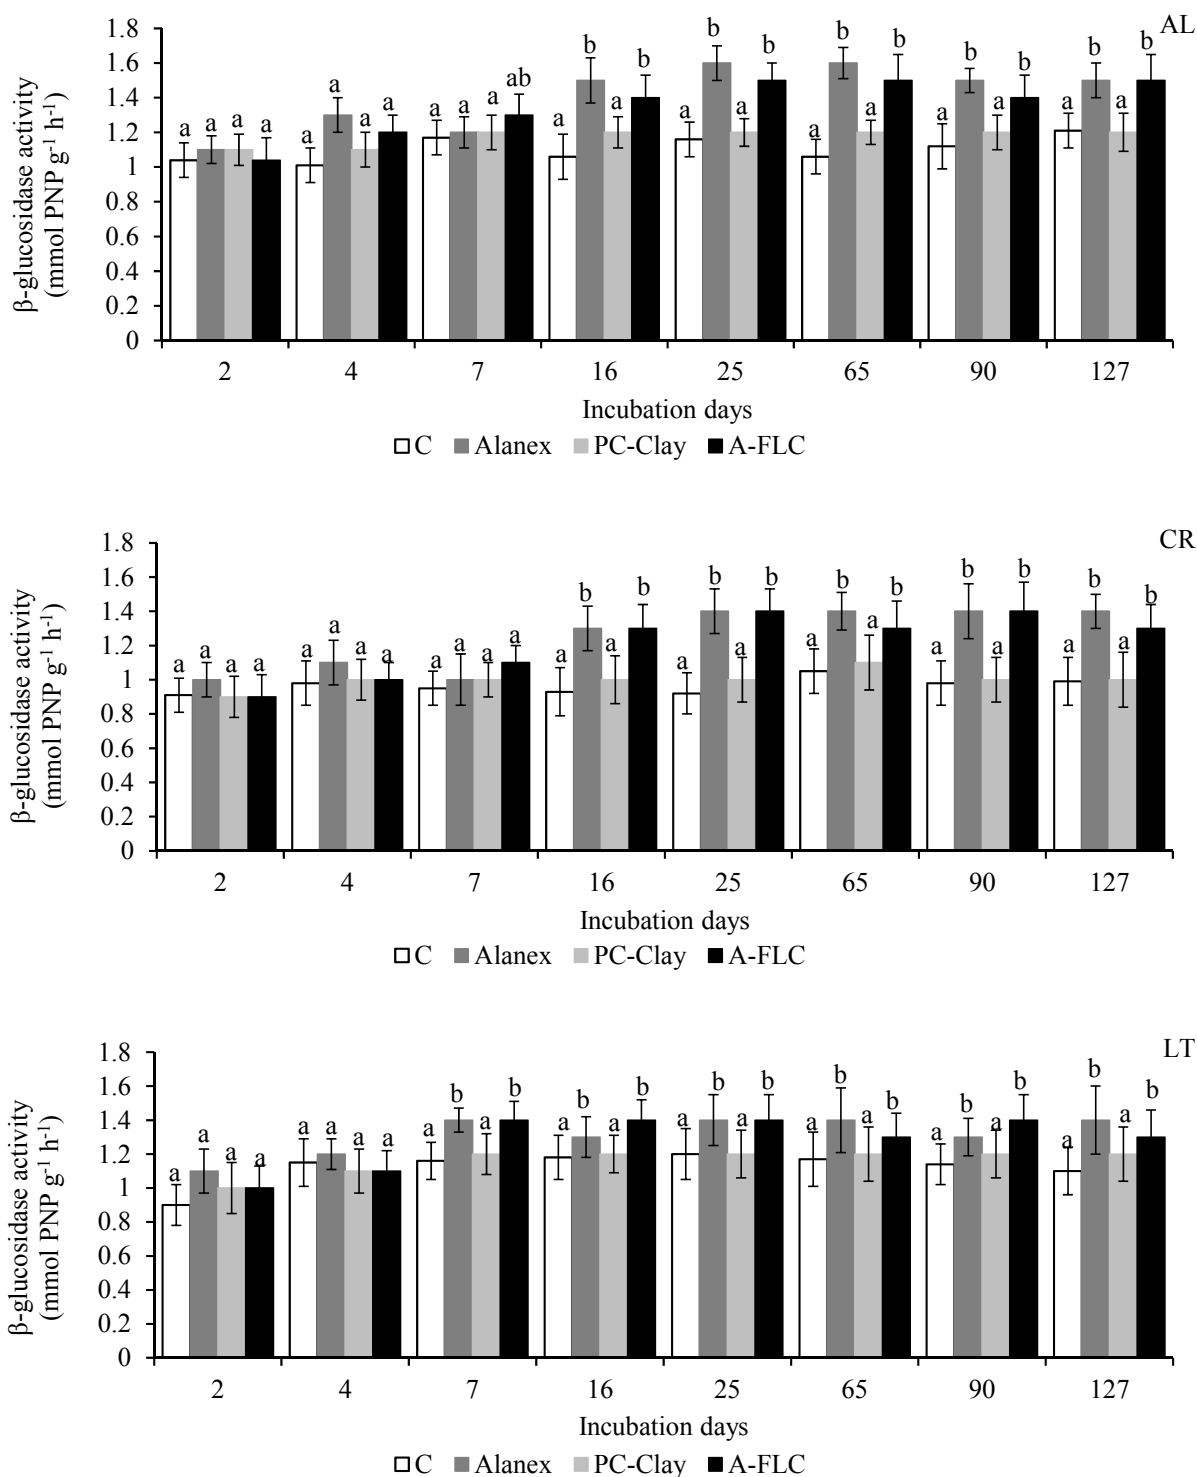 AL
β-glucosidase activity
(mmol PNP g⁻¹ h⁻¹)
1.8
1.6
1.4
1.2
1
0.8
0.6
0.4
0.2
0
a a a a
a a a a
a a a ab
a b a b
a b a b
a b a b
a b a b
a b a b
2 4 7 16 25 65 90 127
Incubation days
C Alanex PC-Clay A-FLC
CR
β-glucosidase activity
(mmol PNP g⁻¹ h⁻¹)
1.8
1.6
1.4
1.2
1
0.8
0.6
0.4
0.2
0
a a a a
a a a a
a a a a
a b a b
a b a b
a b a b
a b a b
a b a b
2 4 7 16 25 65 90 127
Incubation days
C Alanex PC-Clay A-FLC
LT
β-glucosidase activity
(mmol PNP g⁻¹ h⁻¹)
1.8
1.6
1.4
1.2
1
0.8
0.6
0.4
0.2
0
a a a a
a a a a
a b a b
a b a b
a b a b
a b a b
a b a b
a b a b
2 4 7 16 25 65 90 127
Incubation days
C Alanex PC-Clay A-FLC